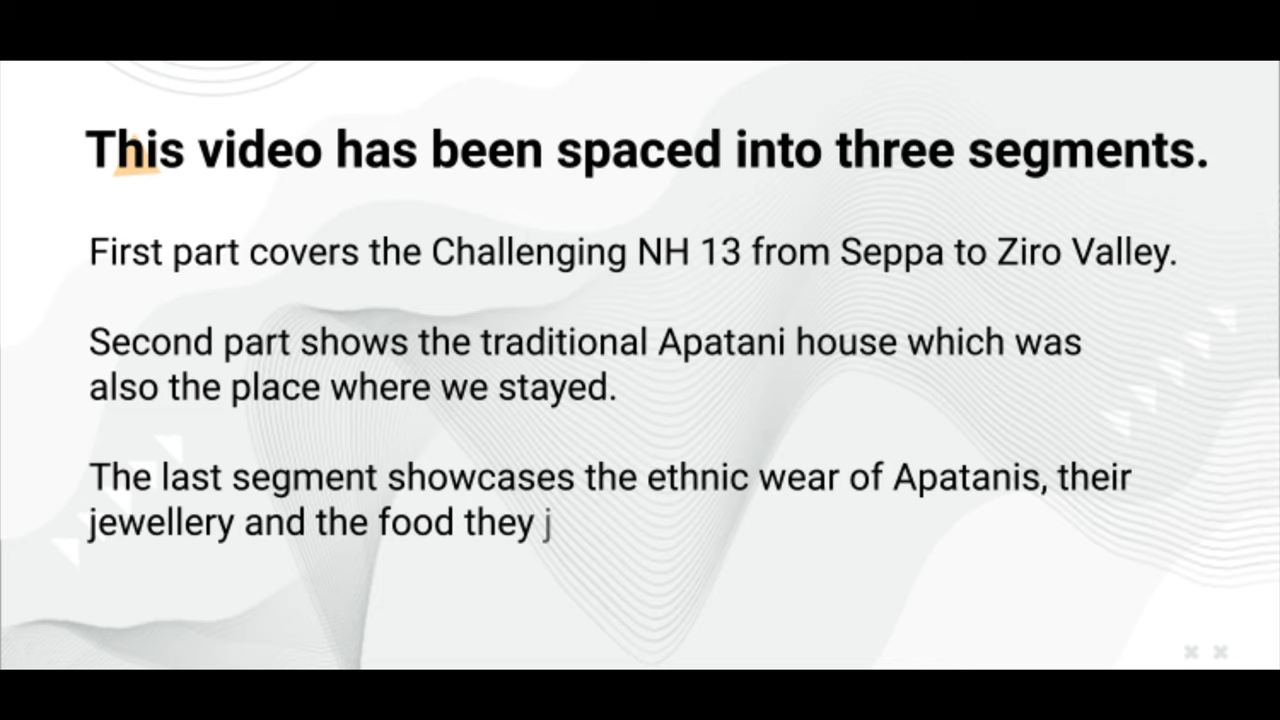 This video has been spaced into three segments.
First part covers the Challenging NH 13 from Seppa to Ziro Valley.
Second part shows the traditional Apatani house which was
also the place where we stayed.
The last segment showcases the ethnic wear of Apatanis, their
jewellery and the food they j